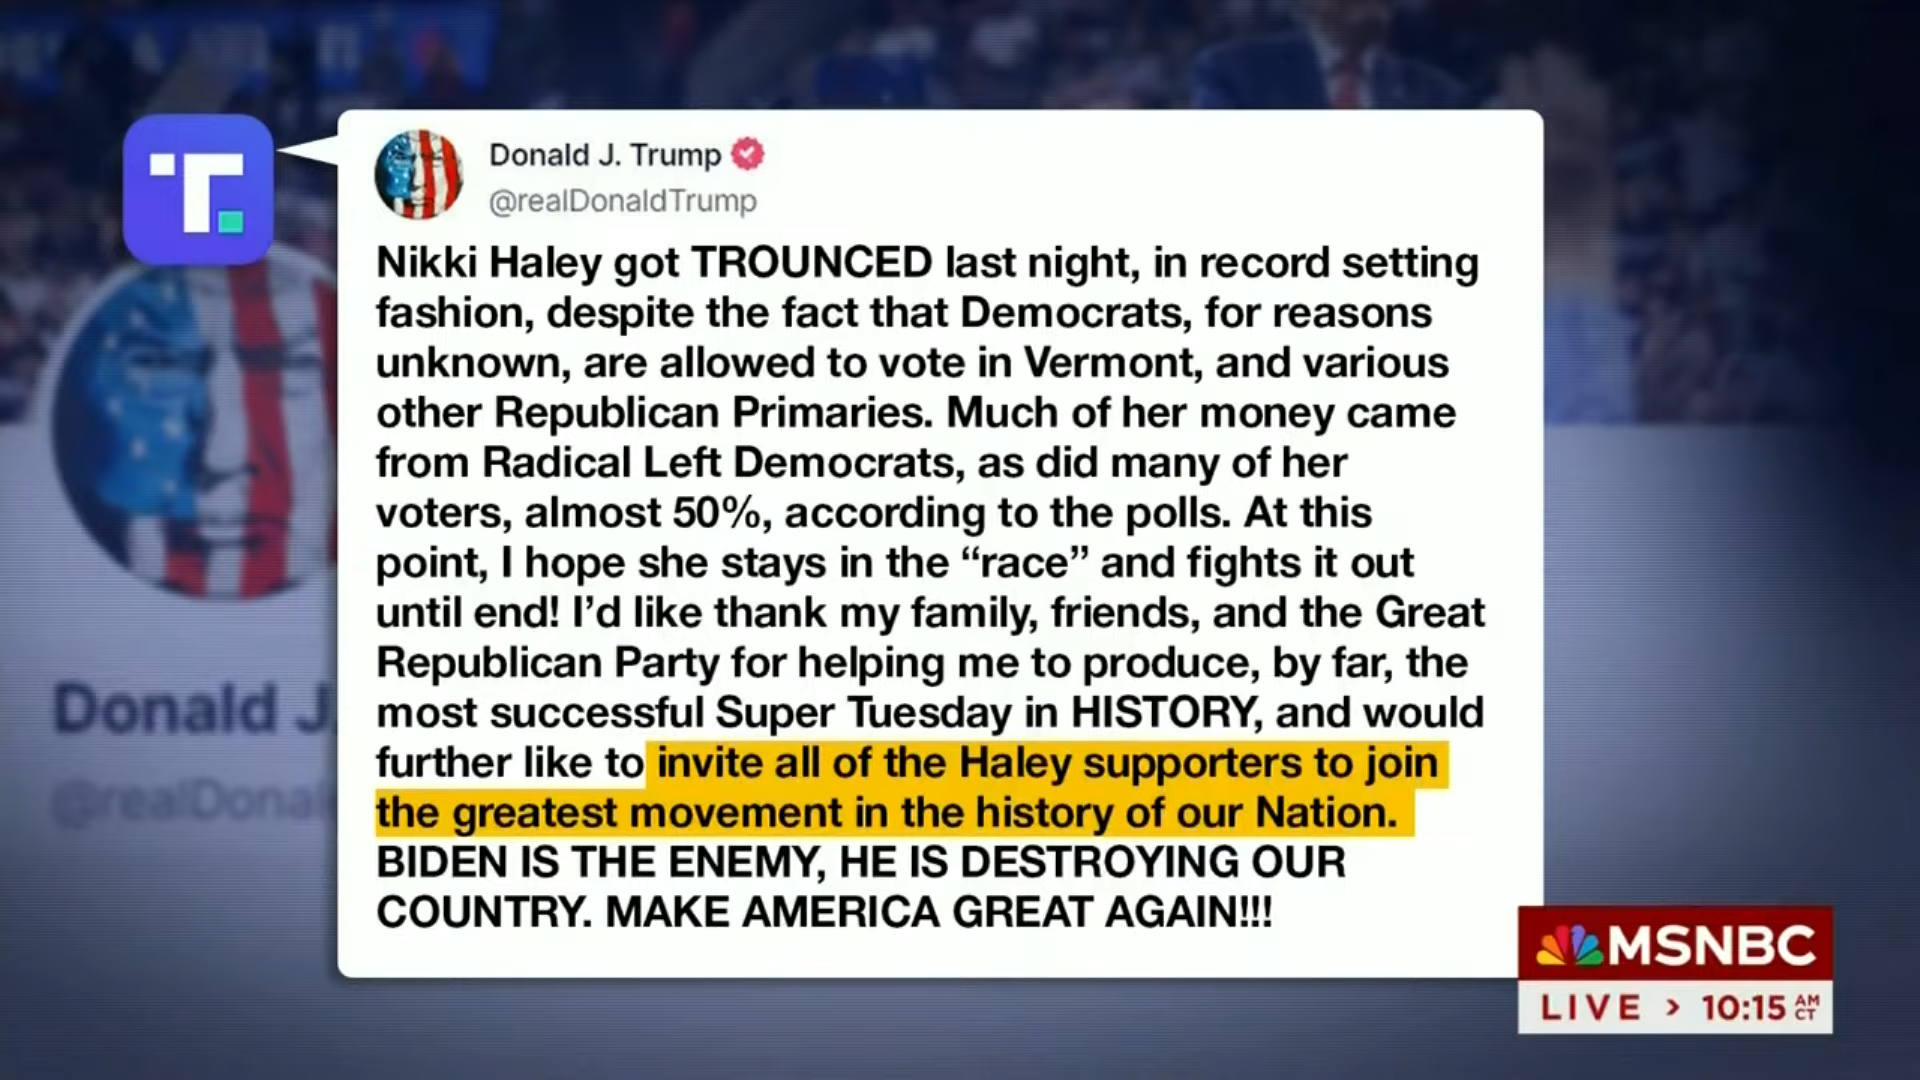 Donald J. Trump
@realDonaldTrump
Nikki Haley got TROUNCED last night, in record setting
fashion, despite the fact that Democrats, for reasons
unknown, are allowed to vote in Vermont, and various
other Republican Primaries. Much of her money came
from Radical Left Democrats, as did many of her
voters, almost 50%, according to the polls. At this
point, I hope she stays in the “race” and fights it out
until end! I’d like thank my family, friends, and the Great
Republican Party for helping me to produce, by far, the
most successful Super Tuesday in HISTORY, and would
further like to invite all of the Haley supporters to join
the greatest movement in the history of our Nation.
BIDEN IS THE ENEMY, HE IS DESTROYING OUR
COUNTRY. MAKE AMERICA GREAT AGAIN!!!
Donald J.
@realDonal
MSNBC
LIVE > 10:15 AM CT